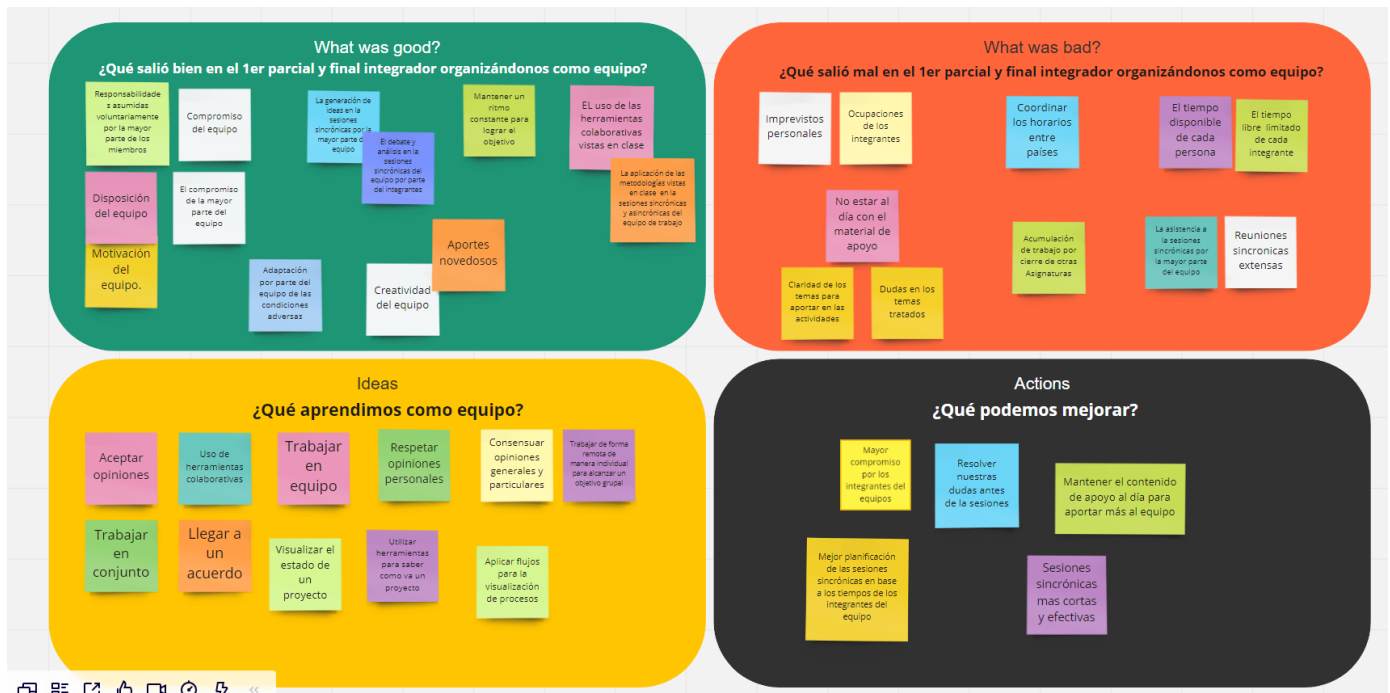 What was good?
¿Qué salió bien en el 1er parcial y final integrador organizándonos como equipo?
Responsabilidade
s asumidas
voluntariamente
por la mayor
parte de los
miembros
Compromiso
del equipo
La generación de
ideas en la
sesiones
sincrónicas por la
mayor parte d
equipo
El debate y
análisis en la
sesiones
sincrónicas del
equipo por parte
del integrantes
Mantener un
ritmo
constante para
lograr el
objetivo
EL uso de las
herramientas
colaborativas
vistas en clase
La aplicación de las
metodologías vistas
en clase en la
sesiones sincrónicas
y asincrónicas del
equipo de trabajo
Disposición
del equipo
El compromiso
de la mayor
parte del
equipo
Motivación
del
equipo.
Adaptación
por parte del
equipo de las
condiciones
adversas
Creatividad
del equipo
Aportes
novedosos
What was bad?
¿Qué salió mal en el 1er parcial y final integrador organizándonos como equipo?
Imprevistos
personales
Ocupaciones
de los
integrantes
Coordinar
los horarios
entre
países
El tiempo
disponible
de cada
persona
El tiempo
libre limitado
de cada
integrante
No estar al
día con el
material de
apoyo
Claridad de los
temas para
aportar en las
actividades
Dudas en los
temas
tratados
Acumulación
de trabajo por
cierre de otras
Asignaturas
La asistencia a
la sesiones
sincrónicas por
la mayor parte
del equipo
Reuniones
sincronicas
extensas
Ideas
¿Qué aprendimos como equipo?
Aceptar
opiniones
Uso de
herramientas
colaborativas
Trabajar
en
equipo
Respetar
opiniones
personales
Consensuar
opiniones
generales y
particulares
Trabajar de forma
remota de
manera individual
para alcanzar un
objetivo grupal
Trabajar
en
conjunto
Llegar a
un
acuerdo
Visualizar el
estado de
un
proyecto
Utilizar
herramientas
para saber
como va un
proyecto
Aplicar flujos
para la
visualización
de procesos
Actions
¿Qué podemos mejorar?
Mayor
compromiso
por los
integrantes del
equipos
Resolver
nuestras
dudas antes
de la sesiones
Mantener el contenido
de apoyo al día para
aportar más al equipo
Mejor planificación
de las sesiones
sincrónicas en base
a los tiempos de los
integrantes del
equipo
Sesiones
sincrónicas
mas cortas
y efectivas